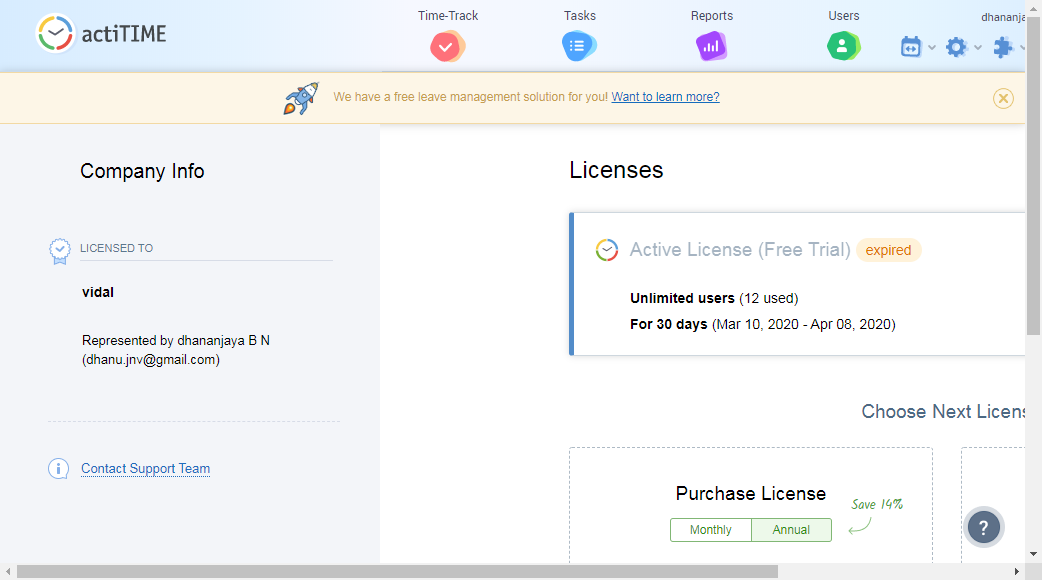 actiTIME
Time-Track
Tasks
Reports
Users
dhananja
We have a free leave management solution for you! Want to learn more?
Company Info
LICENSED TO
vidal
Represented by dhananjaya B N
(dhanu.jnv@gmail.com)
Contact Support Team
Licenses
Active License (Free Trial) expired
Unlimited users (12 used)
For 30 days (Mar 10, 2020 - Apr 08, 2020)
Choose Next Licens
Purchase License
Save 14%
Monthly Annual
?